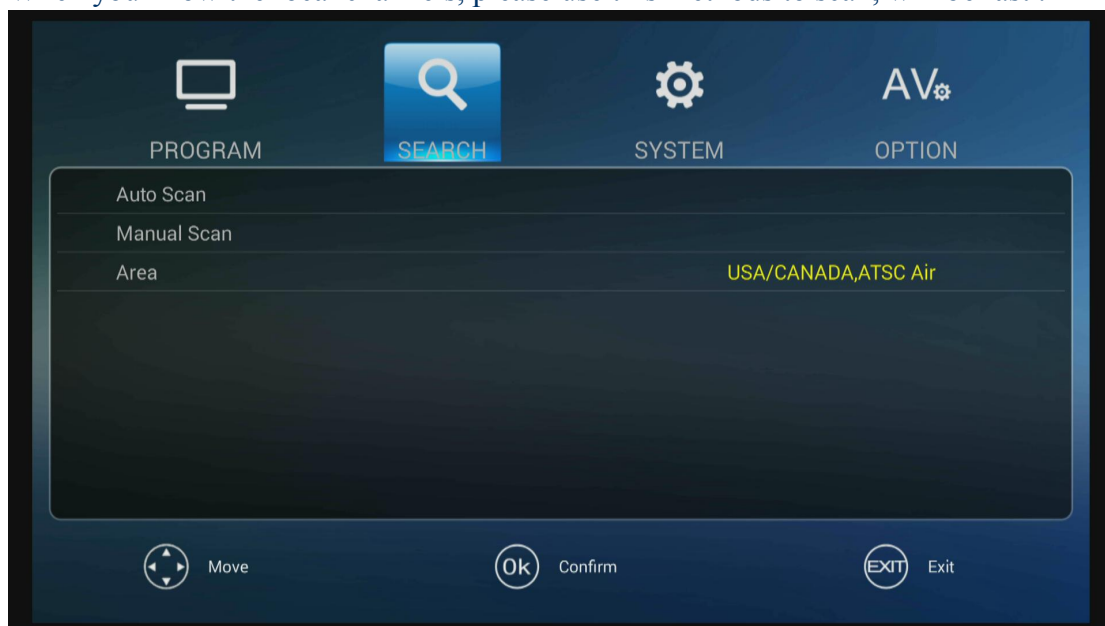 PROGRAM SEARCH SYSTEM AV OPTION
Auto Scan
Manual Scan
Area USA/CANADA,ATSC Air
Move Ok Confirm EXIT Exit